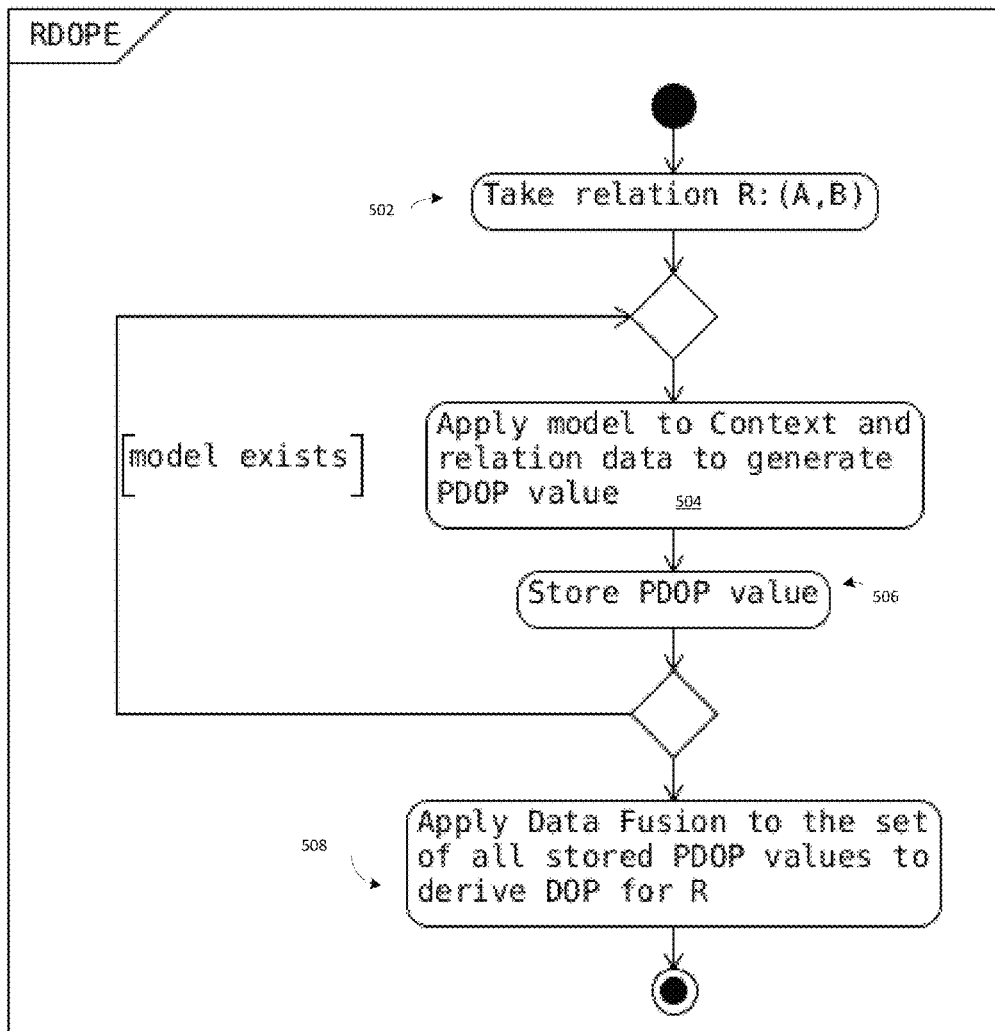 RDOPE
502
Take relation R:(A,B)
[model exists]
Apply model to Context and
relation data to generate
PDOP value 504
Store PDOP value
506
508
Apply Data Fusion to the set
of all stored PDOP values to
derive DOP for R